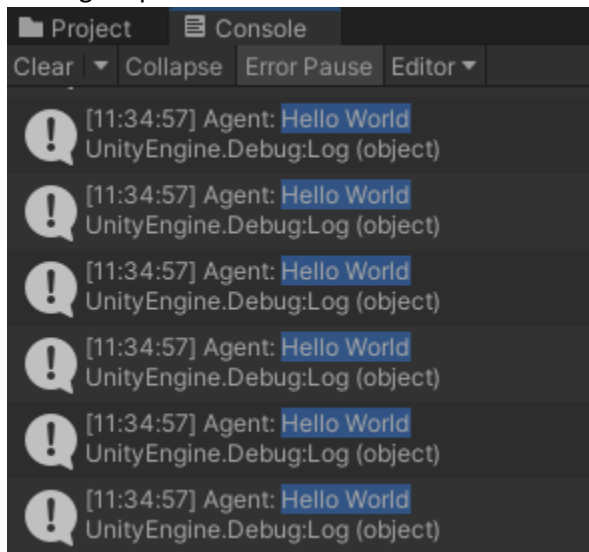 Project Console
Clear Collapse Error Pause Editor
[11:34:57] Agent: Hello World
UnityEngine.Debug:Log (object)
[11:34:57] Agent: Hello World
UnityEngine.Debug:Log (object)
[11:34:57] Agent: Hello World
UnityEngine.Debug:Log (object)
[11:34:57] Agent: Hello World
UnityEngine.Debug:Log (object)
[11:34:57] Agent: Hello World
UnityEngine.Debug:Log (object)
[11:34:57] Agent: Hello World
UnityEngine.Debug:Log (object)